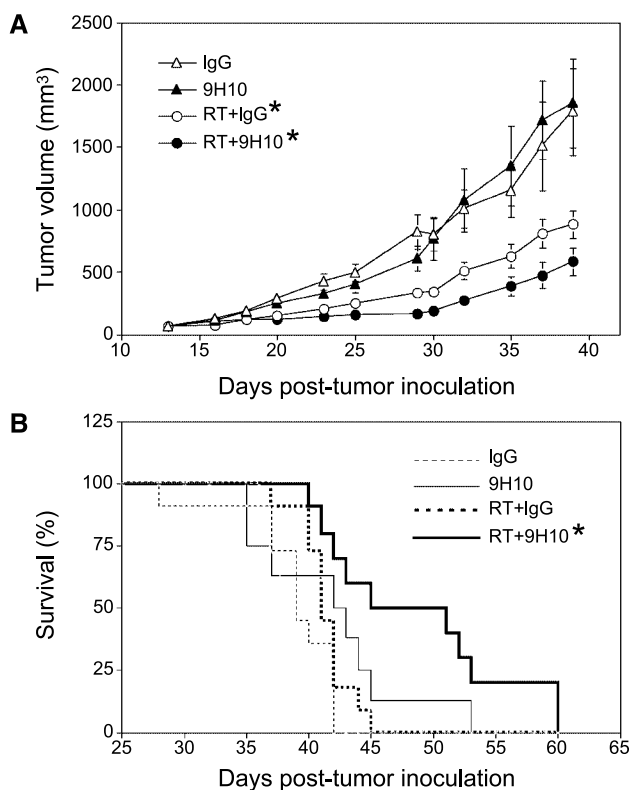 A
Tumor volume (mm³)
2500
2000
1500
1000
500
0
IgG
9H10
RT+IgG*
RT+9H10*
10 15 20 25 30 35 40 42
Days post-tumor inoculation
B
Survival (%)
125
100
75
50
25
0
IgG
9H10
RT+IgG
RT+9H10*
25 30 35 40 45 50 55 60 65
Days post-tumor inoculation